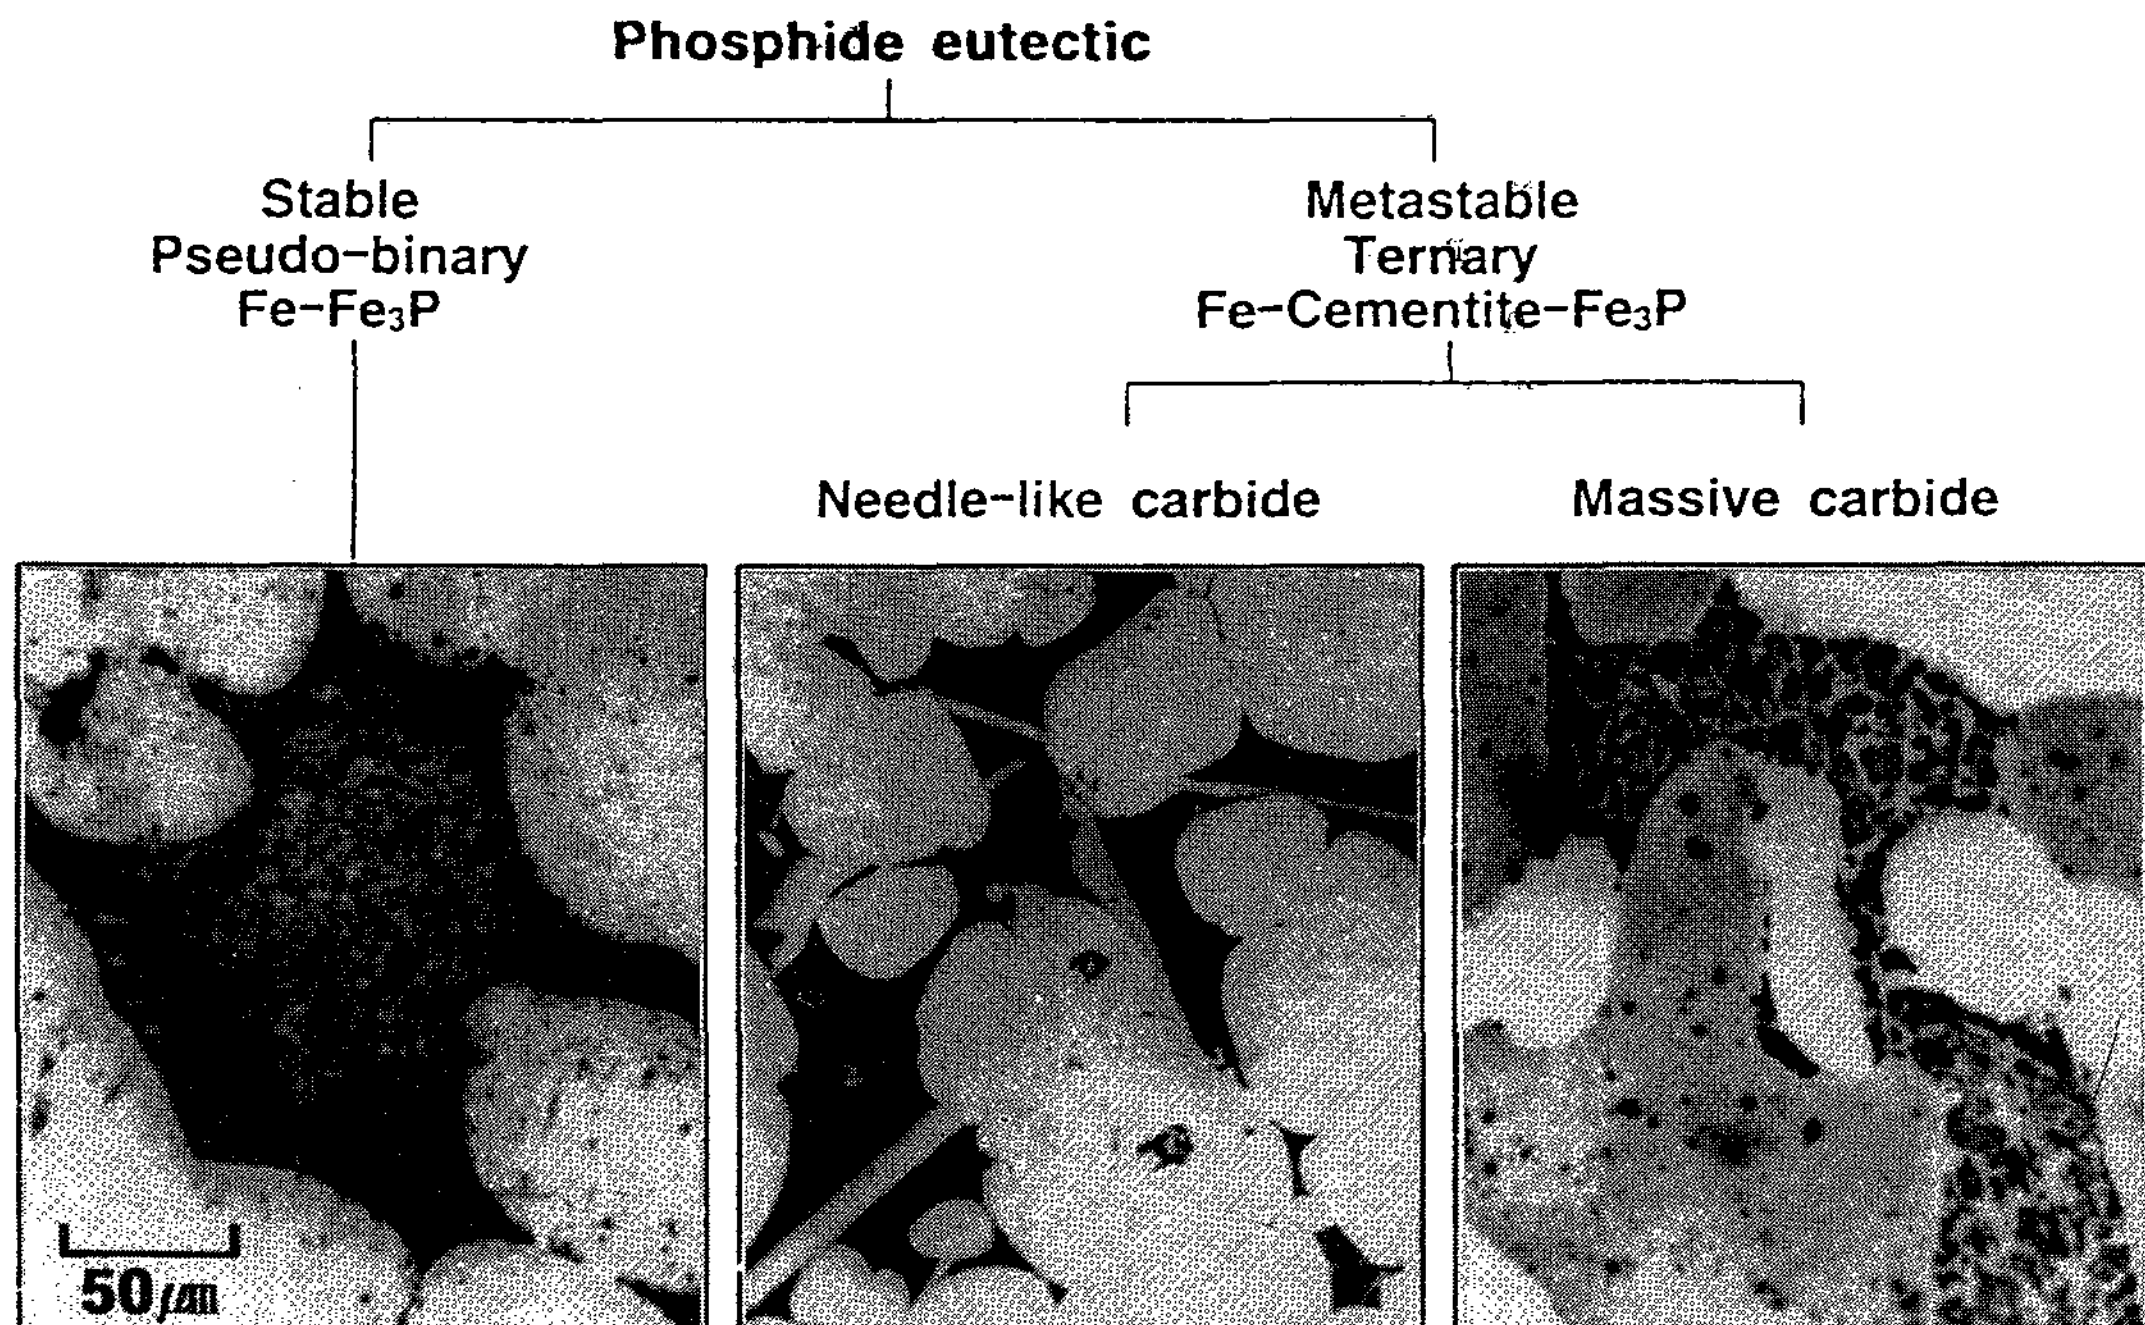 Phosphide eutectic
Stable
Pseudo-binary
Fe-Fe₃P
Metastable
Ternary
Fe-Cementite-Fe₃P
Needle-like carbide
Massive carbide
50μm